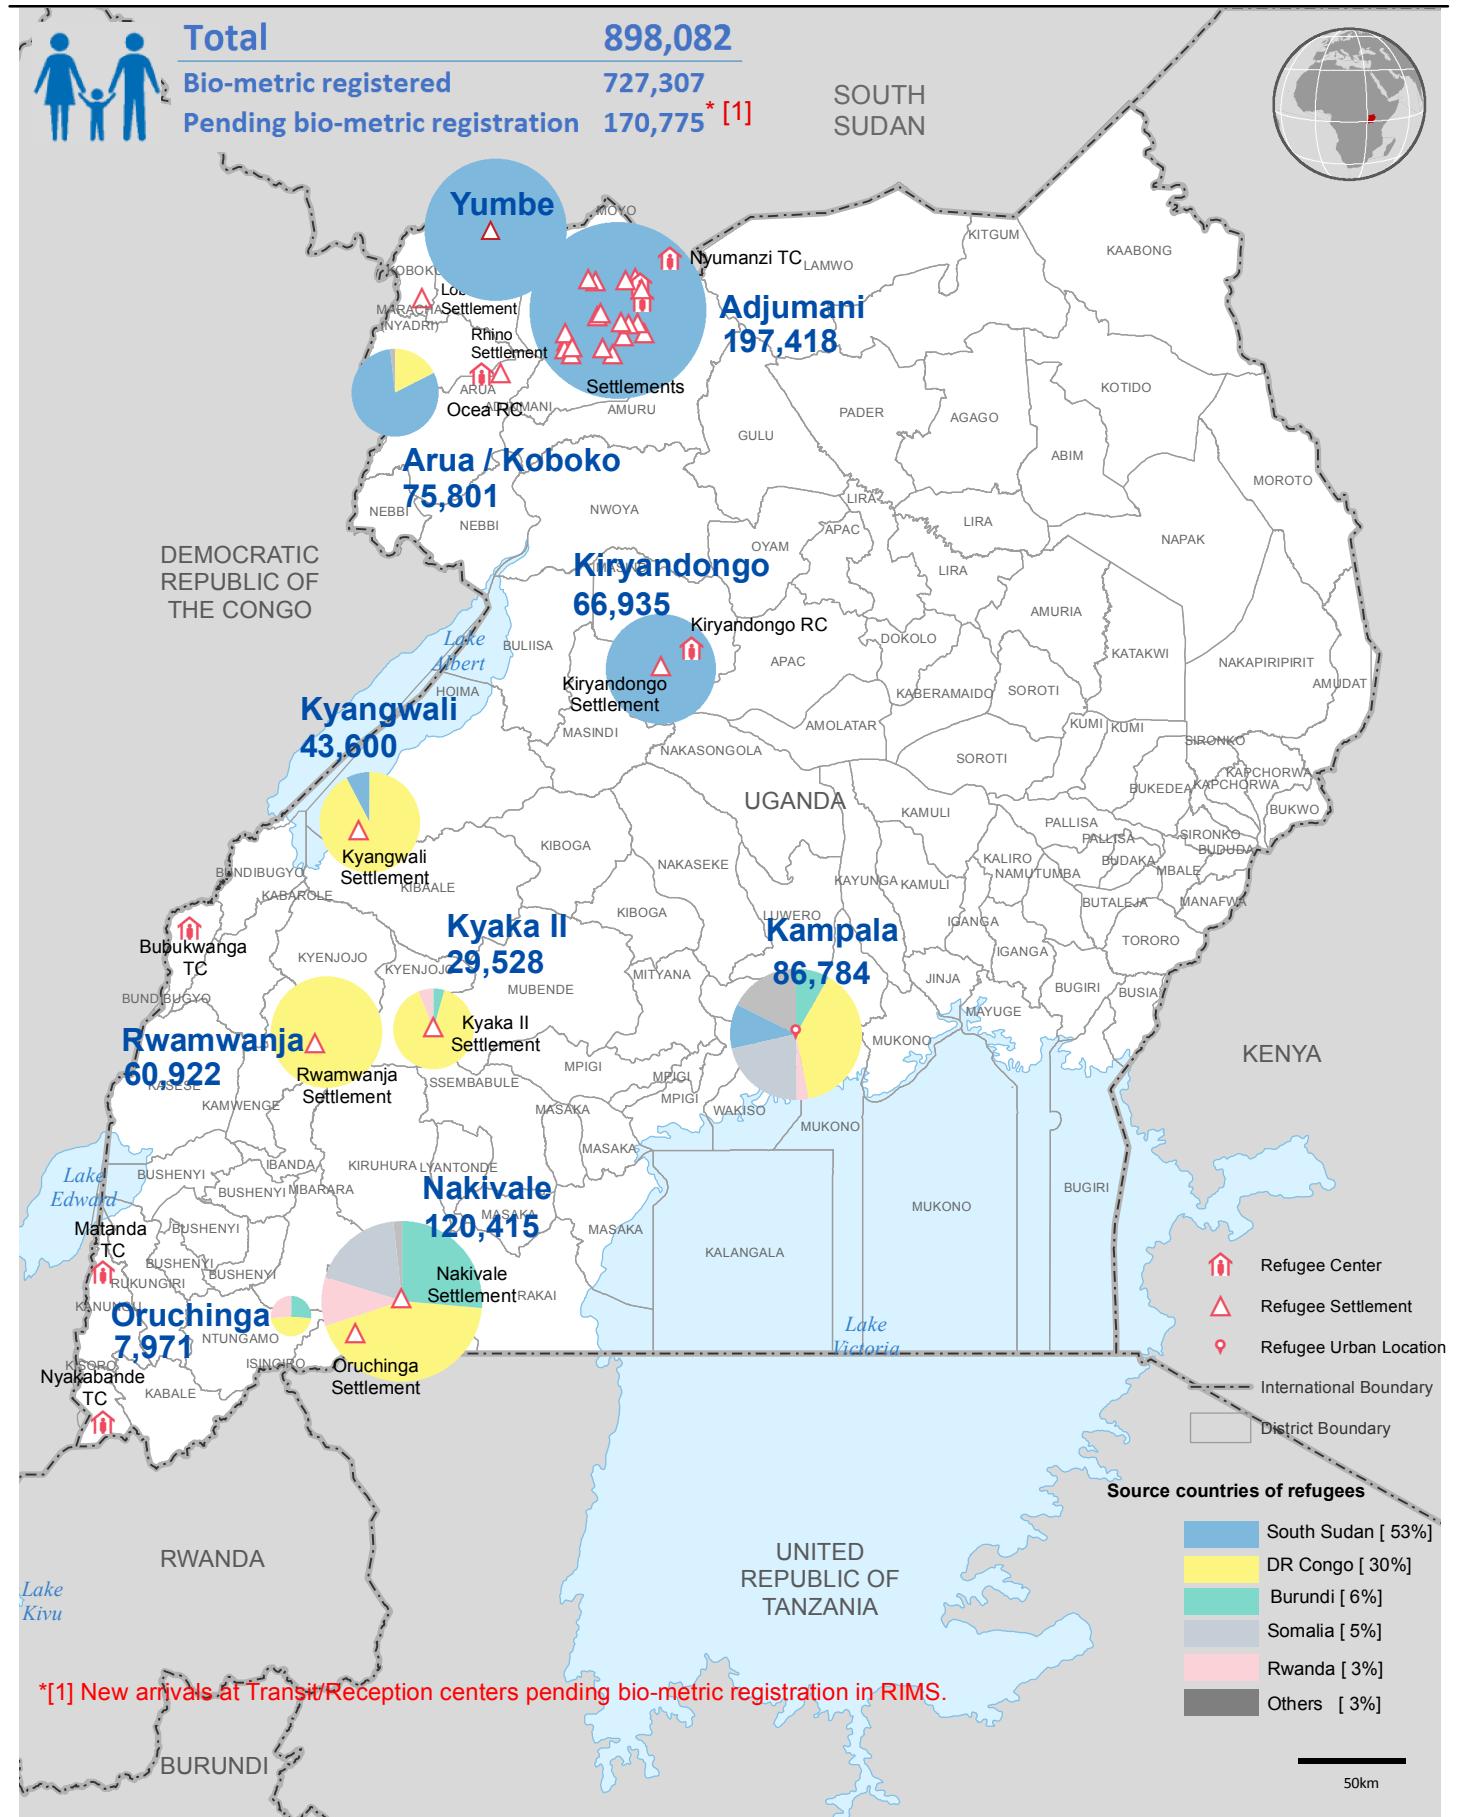 Total 898,082
Bio-metric registered 727,307
Pending bio-metric registration 170,775* [1]
SOUTH
SUDAN
Yumbe
MOYO
KITGUM
KAABONG
Nyumanzi TC
LAMWO
KOBOKO
Settlement
MARACHA
(NYADRI)
Adjumani
197,418
Rhino
Settlement
ARUA
Settlements
KOTIDO
Ocea RC
ADJUMANI
AMURU
PADER
AGAGO
GULU
ABIM
Arua / Koboko
75,801
MOROTO
LIRA
NEBBI
NEBBI
NWOYA
APAC
LIRA
NAPAK
OYAM
DEMOCRATIC
REPUBLIC OF
THE CONGO
Kiryandongo
66,935
MASINDI
LIRA
AMURIA
Kiryandongo RC
Lake
Albert
BULIISA
DOKOLO
APAC
KATAKWI
NAKAPIRIPIRIT
AMUDAT
HOIMA
Kiryandongo
Settlement
KABERAMAIDO
SOROTI
Kyangwali
43,600
MASINDI
AMOLATAR
KUMI
KUMI
NAKASONGOLA
SIRONKO
SOROTI
KAPCHORWA
BUKEDEA
KAPCHORWA
UGANDA
KAMULI
BUKWO
PALLISA
PALLISA
SIRONKO
BUDUDA
KIBOGA
Kyangwali
Settlement
NAKASEKE
KALIRO
BUDAKA
NAMUTUMBA
MBALE
BUNDIBUGYO
KAYUNGA
KAMULI
KIBAALE
KABAROLE
BUTALEJA
MANAFWA
KIBOGA
LUWERO
IGANGA
Kyaka II
29,528
Kampala
86,784
Bubukwanga
TC
TORORO
IGANGA
KYENJOJO
KYENJOJO
MITYANA
JINJA
MUBENDE
BUGIRI
BUSIA
BUNDIBUGYO
MAYUGE
Kyaka II
Settlement
Rwamwanja
60,922
MUKONO
KENYA
MPIGI
Rwamwanja
Settlement
MPIGI
SSEMBABULE
KASESE
MPIGI
KAMWENGE
MASAKA
WAKISO
MUKONO
MASAKA
IBANDA
KIRUHURA
LYANTONDE
Lake
Edward
BUSHENYI
BUSHENYI
MBARARA
Nakivale
120,415
BUGIRI
MUKONO
MASAKA
MASAKA
Matanda
TC
BUSHENYI
KALANGALA
BUSHENYI
BUSHENYI
Nakivale
Settlement
RAKAI
RUKUNGIRI
KANUNGU
Oruchinga
7,971
NTUNGAMO
Lake
Victoria
KISORO
ISINGIRO
Oruchinga
Settlement
Nyakabande
TC
KABALE
Refugee Center
Refugee Settlement
Refugee Urban Location
International Boundary
District Boundary
Source countries of refugees
South Sudan [ 53%]
DR Congo [ 30%]
Burundi [ 6%]
Somalia [ 5%]
Rwanda [ 3%]
Others [ 3%]
RWANDA
UNITED
REPUBLIC OF
TANZANIA
Lake
Kivu
*[1] New arrivals at Transit/Reception centers pending bio-metric registration in RIMS.
BURUNDI
50km